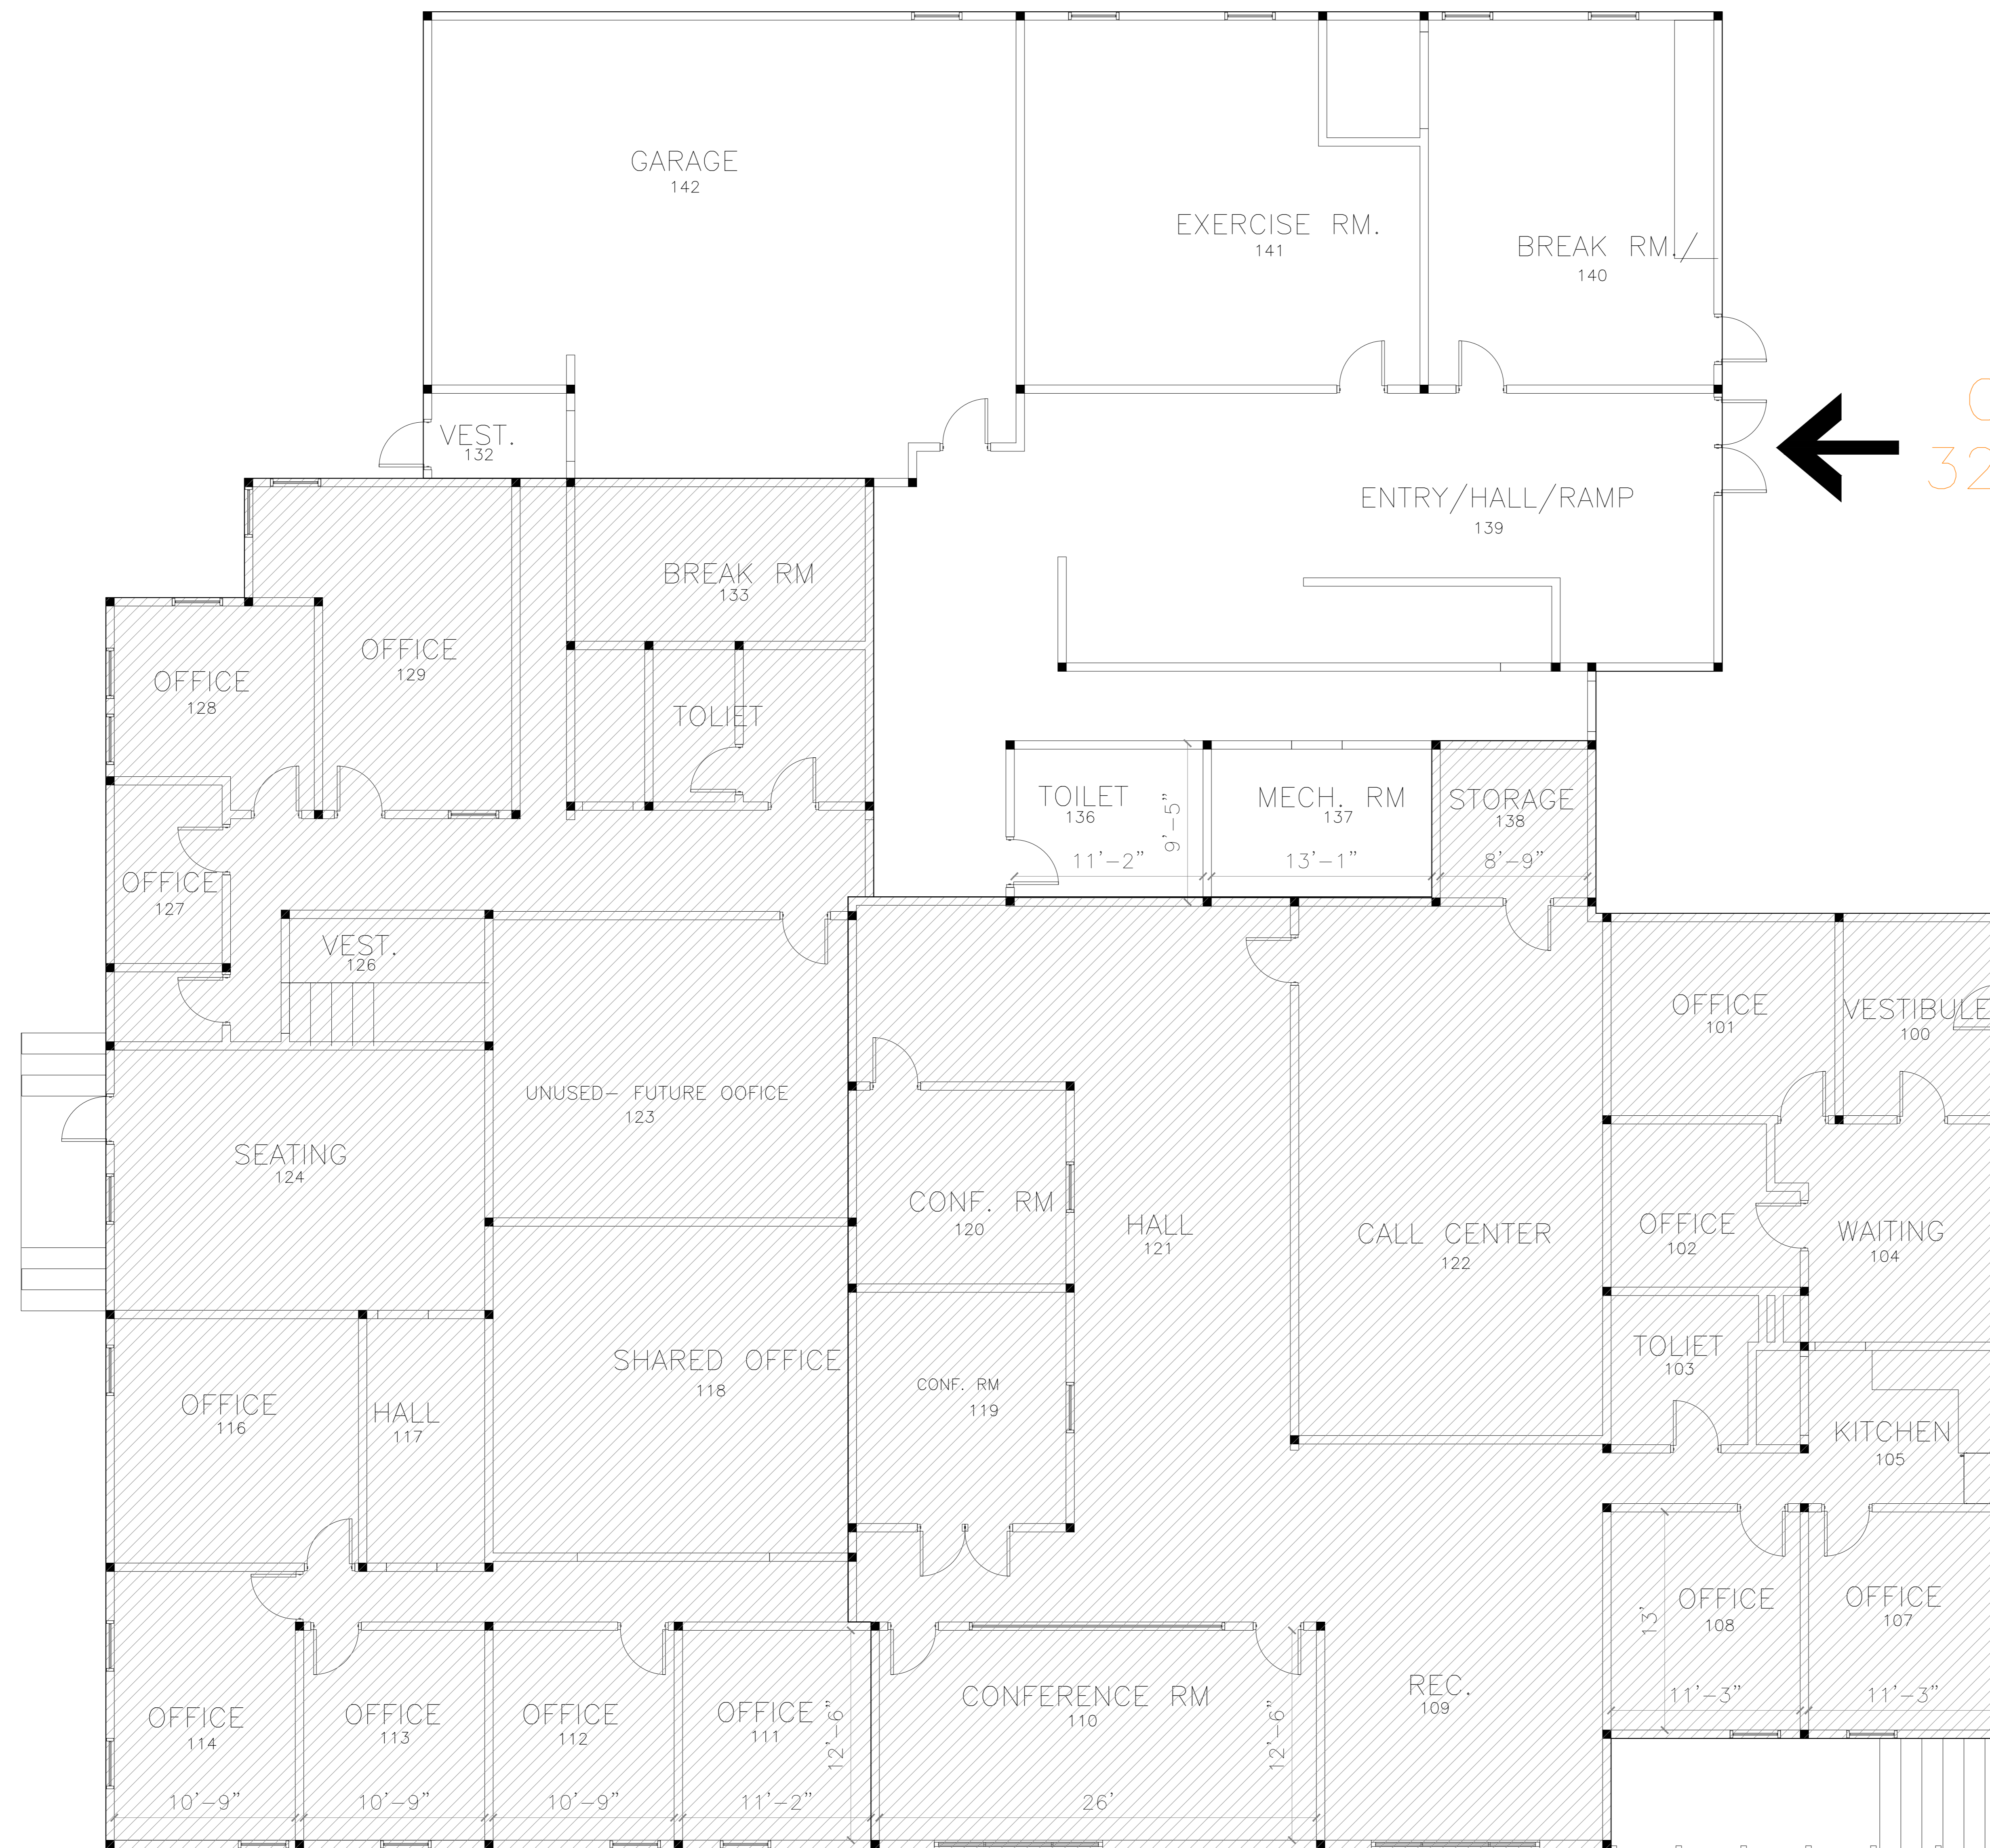 GARAGE
142
EXERCISE RM.
141
BREAK RM./
140
VEST.
132
32
ENTRY/HALL/RAMP
139
BREAK RM
133
OFFICE
129
OFFICE
128
TOLIET
TOILET
136
11'-2"
9'-5"
MECH. RM
137
13'-1"
STORAGE
138
8'-9"
OFFICE
127
VEST.
126
OFFICE
101
VESTIBULE
100
UNUSED- FUTURE OOFICE
123
SEATING
124
CONF. RM
120
HALL
121
CALL CENTER
122
OFFICE
102
WAITING
104
SHARED OFFICE
118
CONF. RM
119
TOLIET
103
OFFICE
116
HALL
117
KITCHEN
105
OFFICE
108
13'
11'-3"
OFFICE
107
11'-3"
OFFICE
114
10'-9"
OFFICE
113
10'-9"
OFFICE
112
10'-9"
OFFICE
111
11'-2"
12'-6"
CONFERENCE RM
110
26'
12'-6"
REC.
109